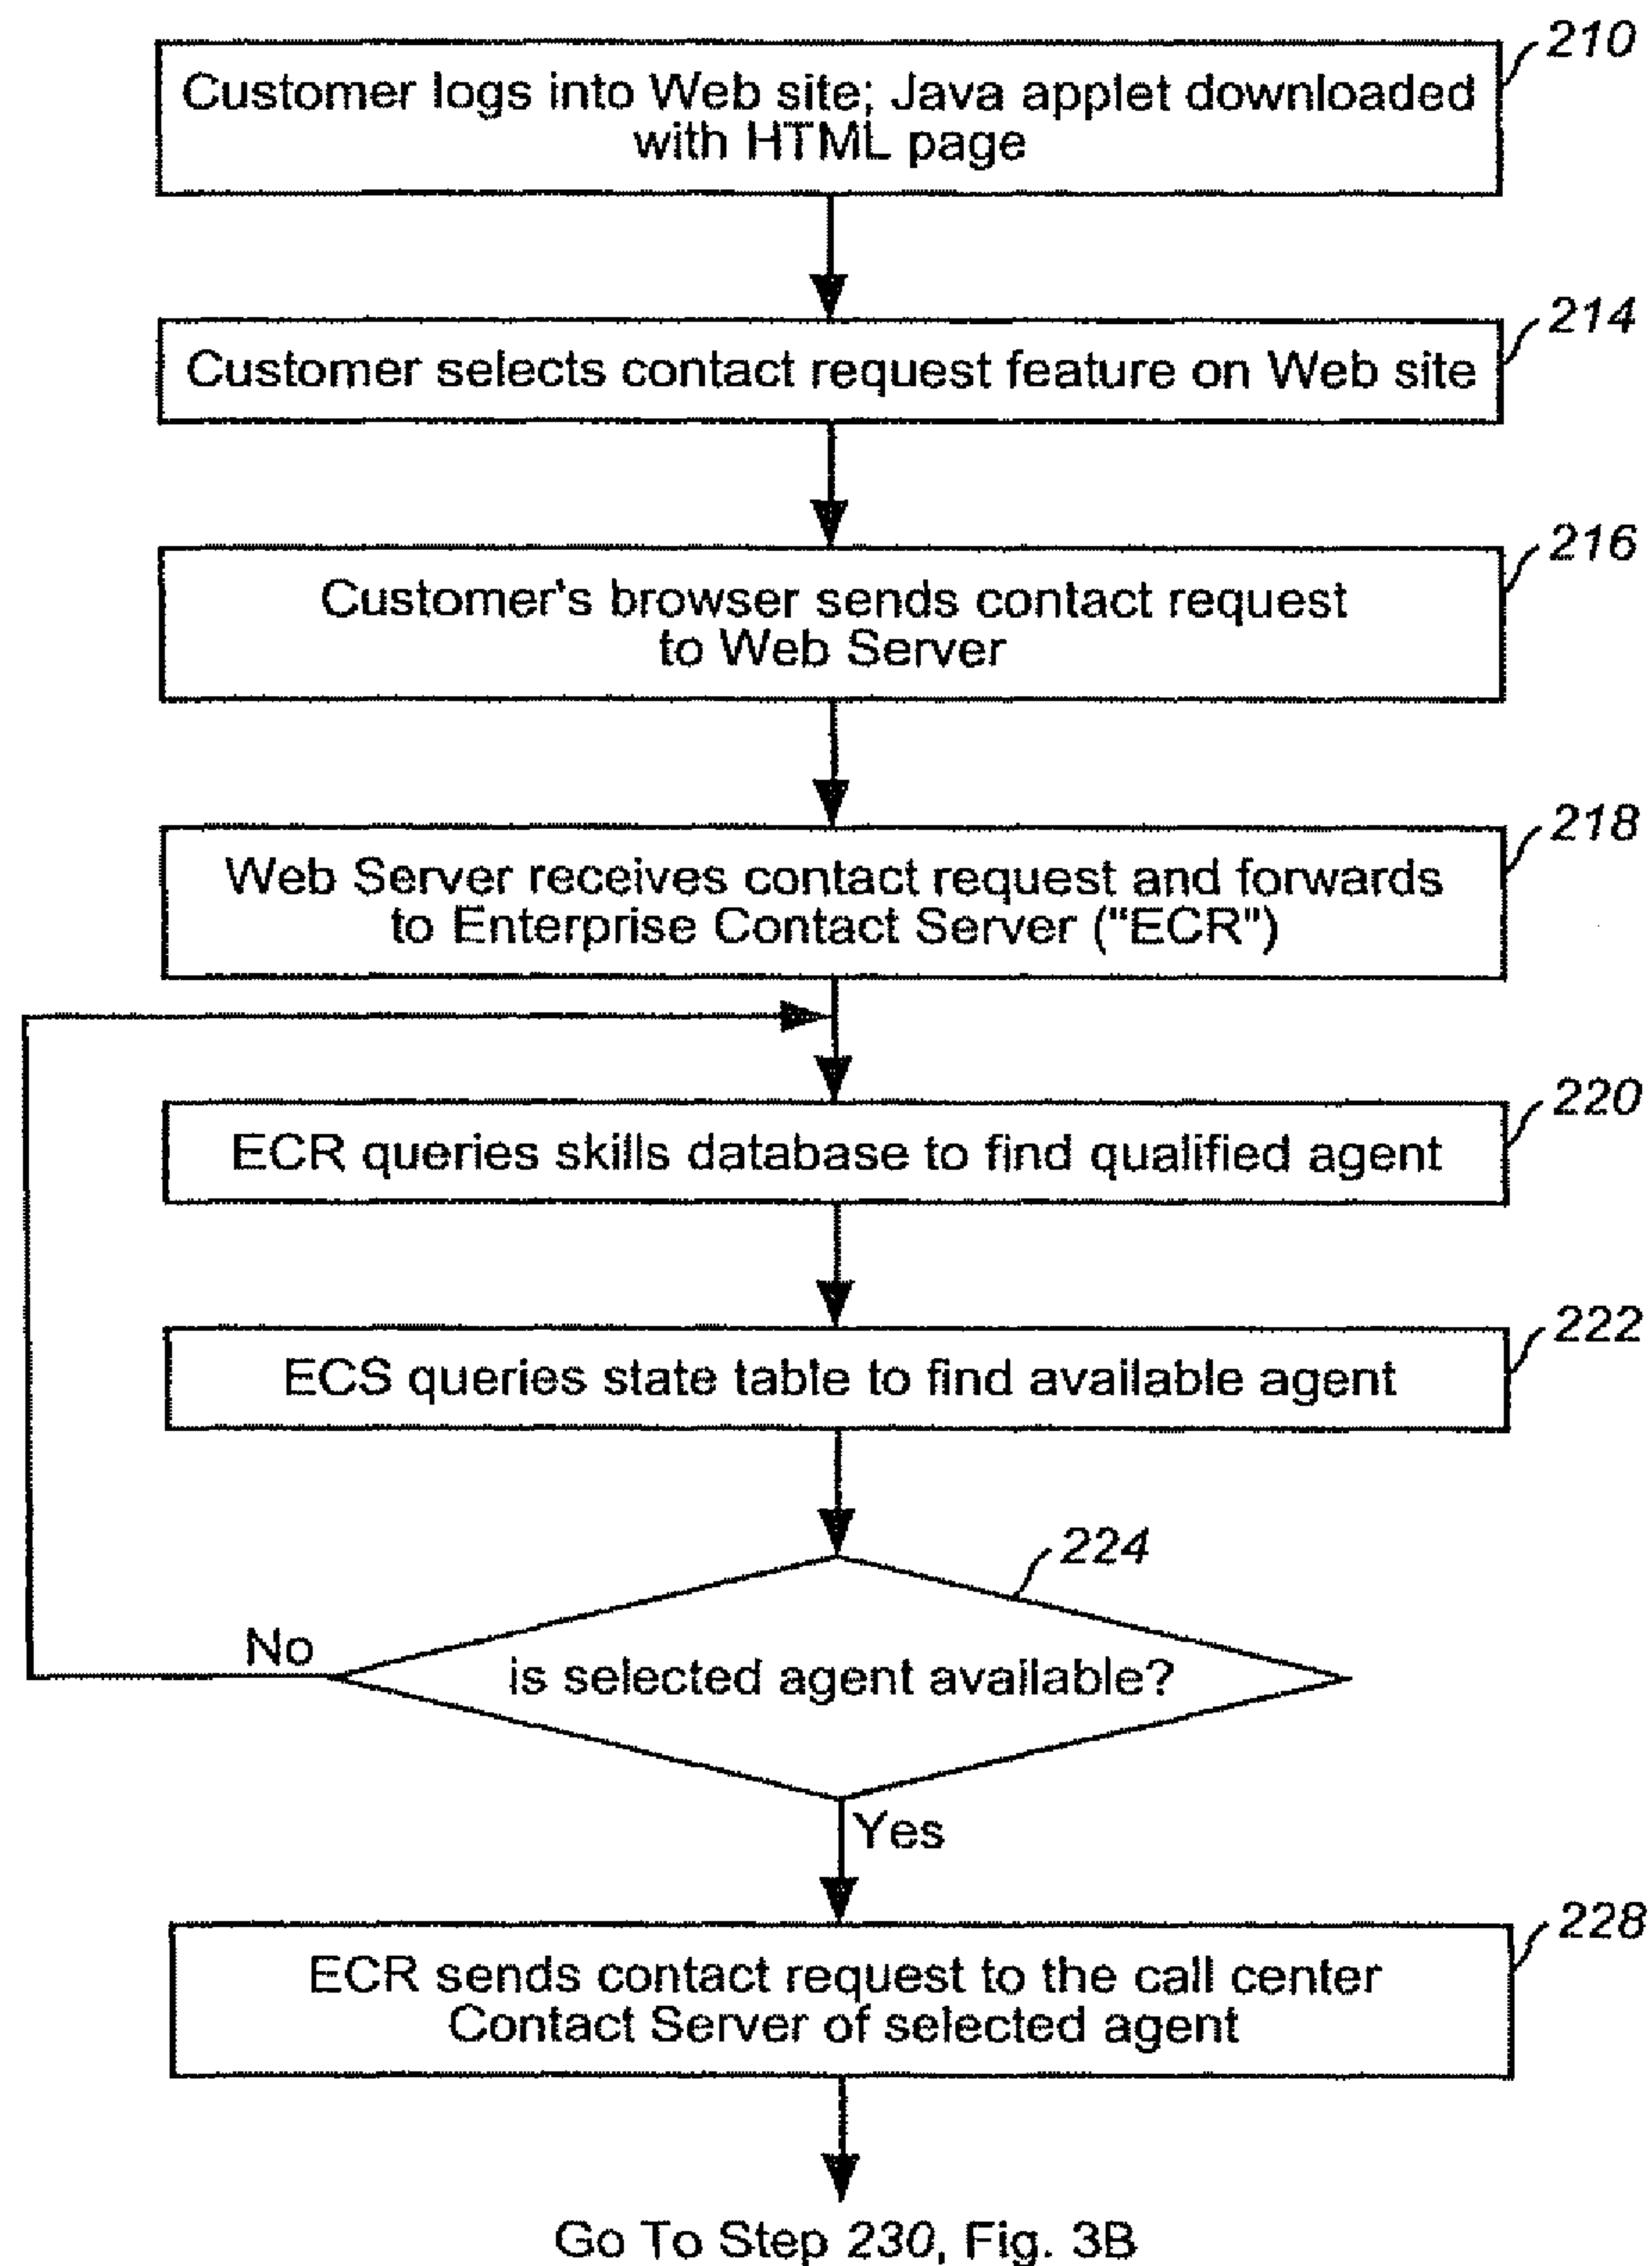 210
Customer logs into Web site; Java applet downloaded
with HTML page
214
Customer selects contact request feature on Web site
216
Customer's browser sends contact request
to Web Server
218
Web Server receives contact request and forwards
to Enterprise Contact Server ("ECR")
220
ECR queries skills database to find qualified agent
222
ECS queries state table to find available agent
224
No
is selected agent available?
Yes
228
ECR sends contact request to the call center
Contact Server of selected agent
Go To Step 230, Fig. 3B